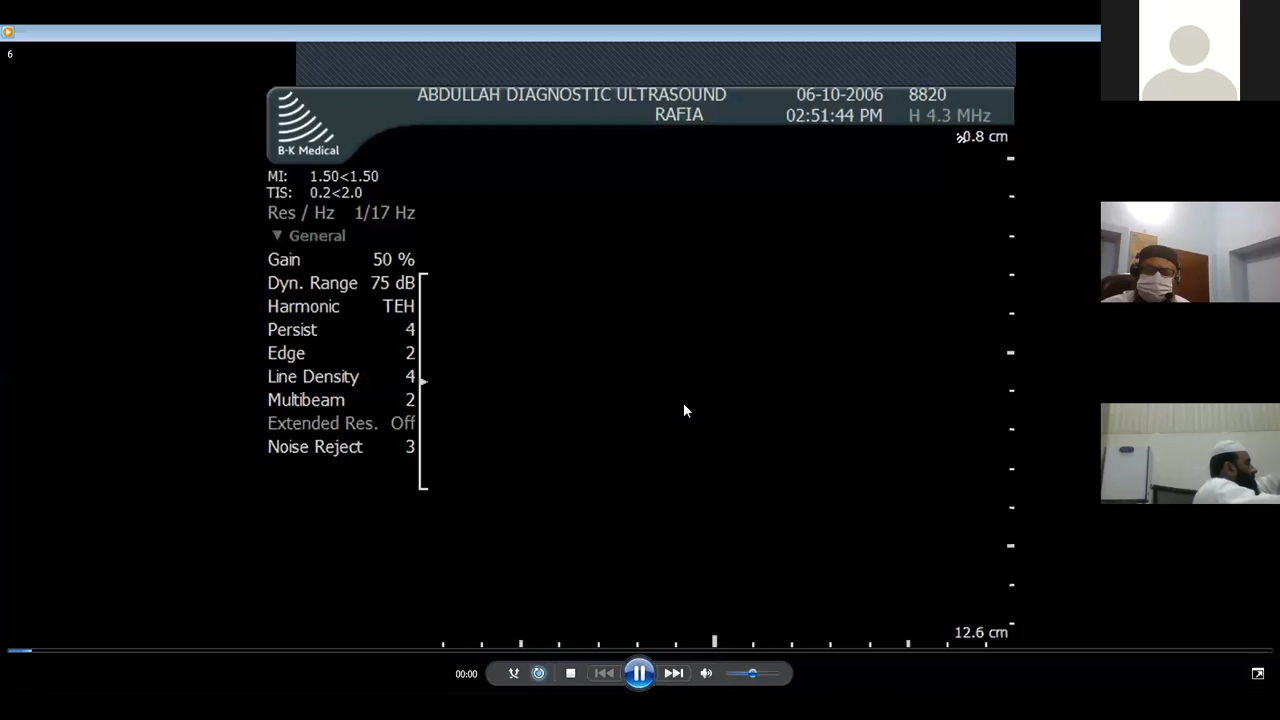 6
ABDULLAH DIAGNOSTIC ULTRASOUND 06-10-2006 8820
RAFIA 02:51:44 PM H 4.3 MHz
B·K Medical
0.8 cm
MI: 1.50<1.50
TIS: 0.2<2.0
Res / Hz 1/17 Hz
▼ General
Gain 50 %
Dyn. Range 75 dB
Harmonic TEH
Persist 4
Edge 2
Line Density 4
Multibeam 2
Extended Res. Off
Noise Reject 3
12.6 cm
00:00